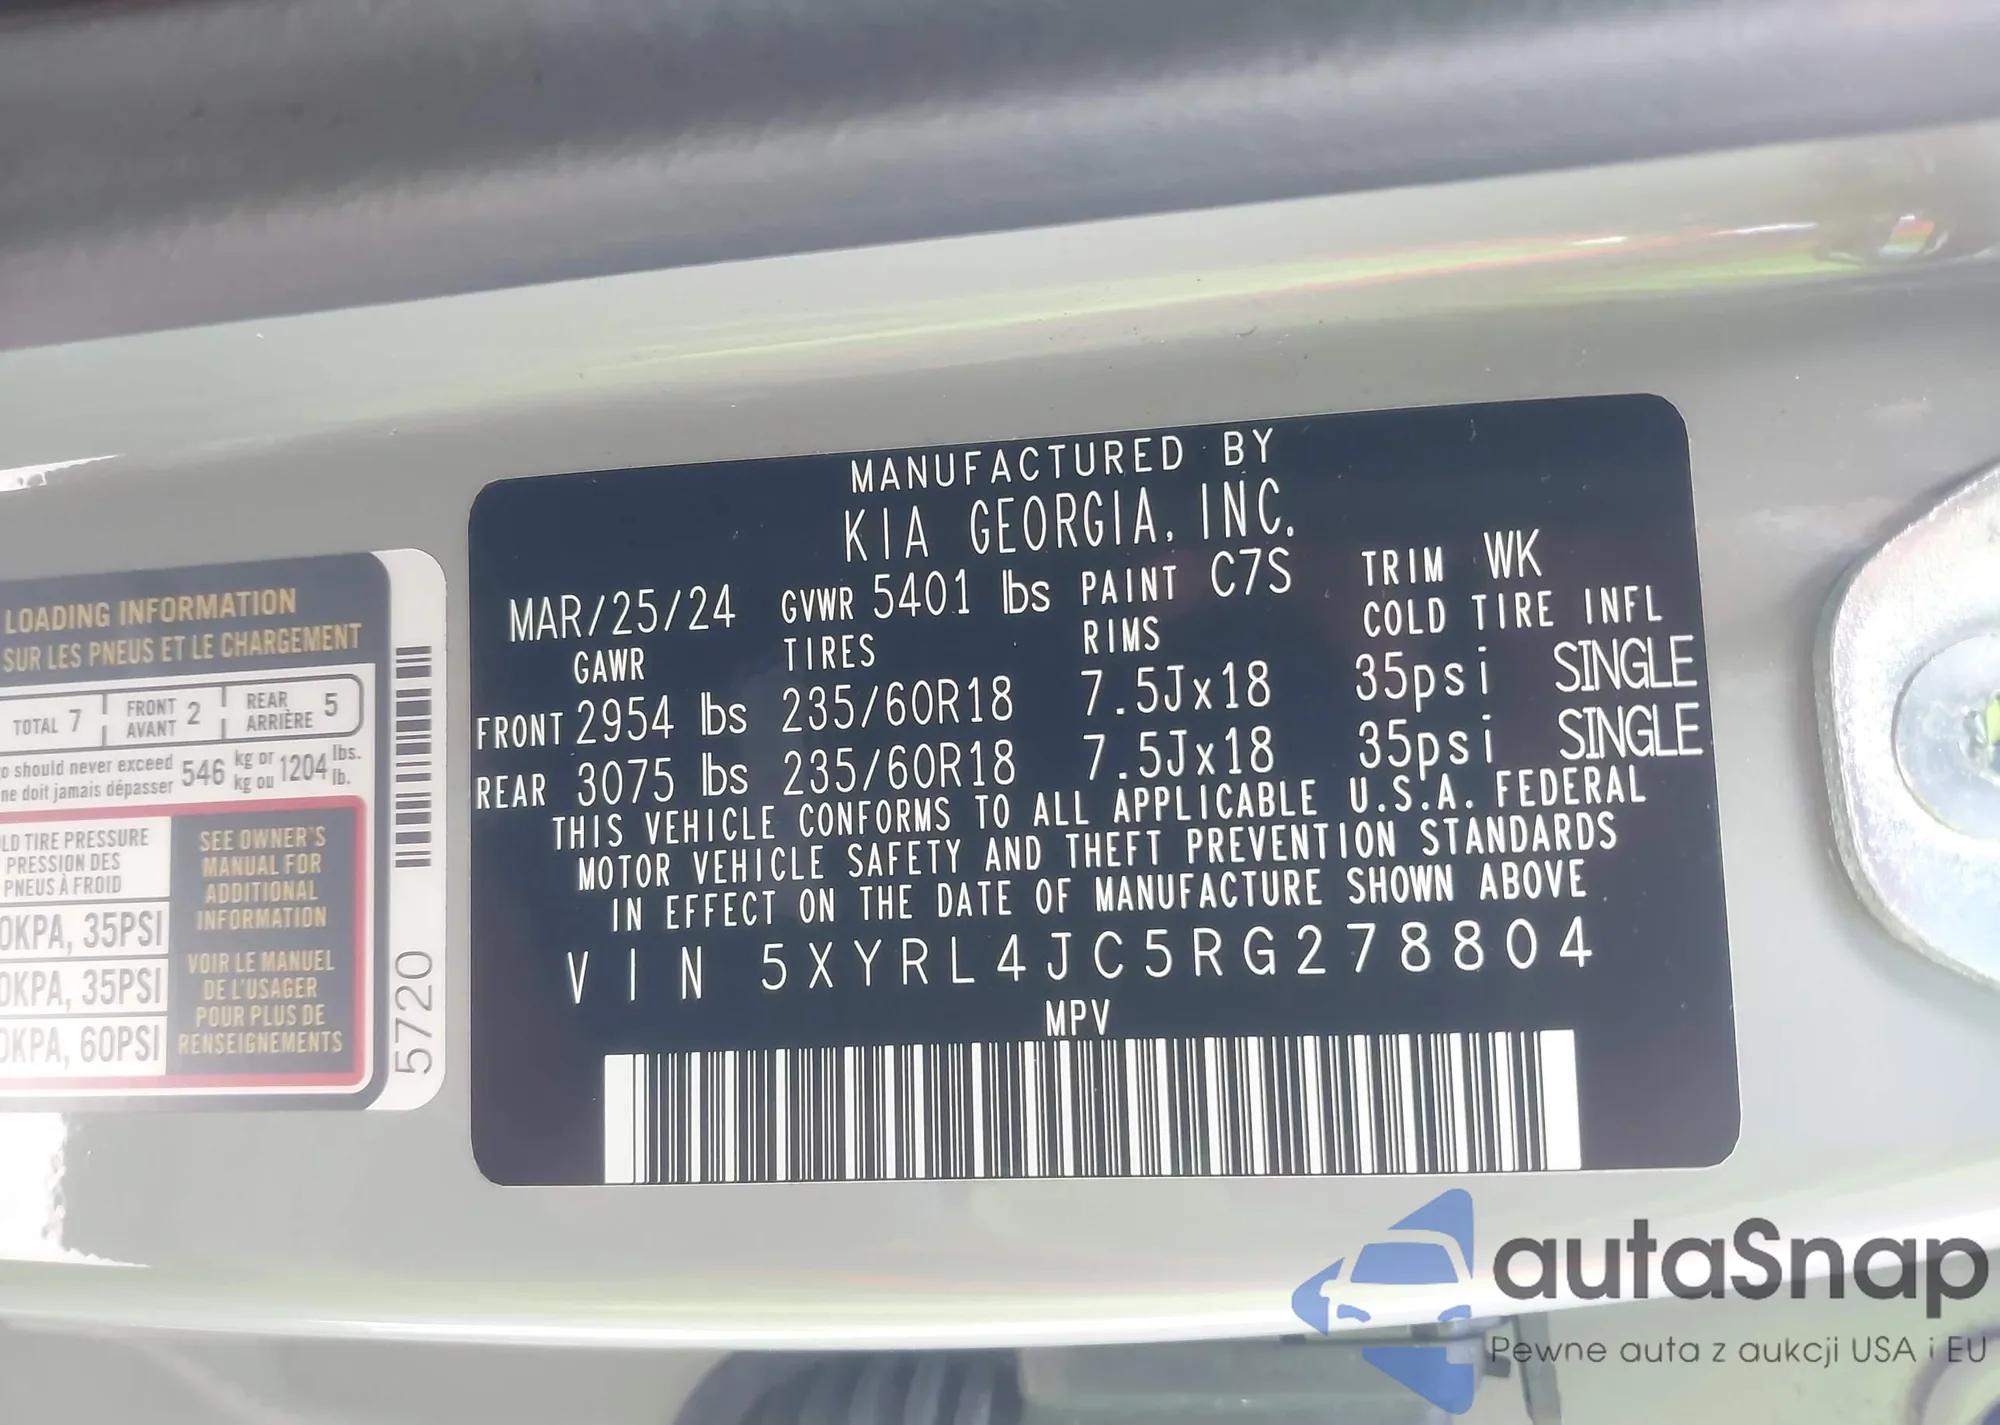 LOADING INFORMATION
SUR LES PNEUS ET LE CHARGEMENT
TOTAL 7 FRONT AVANT 2 REAR ARRIÈRE 5
should never exceed 546 kg or 1204 lbs.
ne doit jamais dépasser kg ou lb.
TIRE PRESSURE
PRESSION DES
PNEUS À FROID
35PSI
35PSI
60PSI
SEE OWNER'S
MANUAL FOR
ADDITIONAL
INFORMATION
VOIR LE MANUEL
DE L'USAGER
POUR PLUS DE
RENSEIGNEMENTS
5720
MANUFACTURED BY
KIA GEORGIA, INC.
MAR/25/24 GVWR 5401 lbs PAINT C7S TRIM WK
GAWR TIRES RIMS COLD TIRE INFL
FRONT 2954 lbs 235/60R18 7.5Jx18 35psi SINGLE
REAR 3075 lbs 235/60R18 7.5Jx18 35psi SINGLE
THIS VEHICLE CONFORMS TO ALL APPLICABLE U.S.A. FEDERAL
MOTOR VEHICLE SAFETY AND THEFT PREVENTION STANDARDS
IN EFFECT ON THE DATE OF MANUFACTURE SHOWN ABOVE
VIN 5XYRL4JC5RG278804
MPV
autaSnap
Pewne auta z aukcji USA i EU